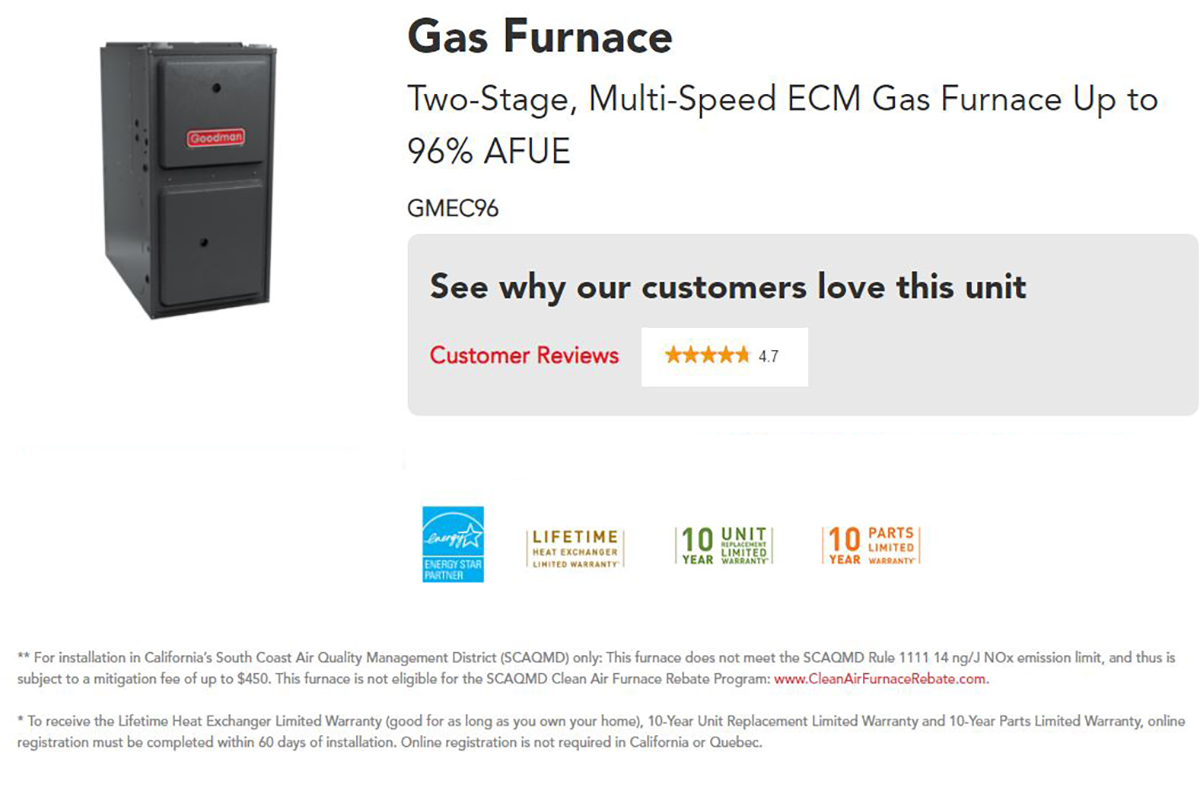 Goodman
Gas Furnace
Two-Stage, Multi-Speed ECM Gas Furnace Up to
96% AFUE
GMEC96
See why our customers love this unit
Customer Reviews 4.7
energy
ENERGY STAR
PARTNER
LIFETIME
HEAT EXCHANGER
LIMITED WARRANTY*
10 YEAR
UNIT
REPLACEMENT
LIMITED
WARRANTY*
10 YEAR
PARTS
LIMITED
WARRANTY*
** For installation in California's South Coast Air Quality Management District (SCAQMD) only: This furnace does not meet the SCAQMD Rule 1111 14 ng/J NOx emission limit, and thus is
subject to a mitigation fee of up to $450. This furnace is not eligible for the SCAQMD Clean Air Furnace Rebate Program: www.CleanAirFurnaceRebate.com.
* To receive the Lifetime Heat Exchanger Limited Warranty (good for as long as you own your home), 10-Year Unit Replacement Limited Warranty and 10-Year Parts Limited Warranty, online
registration must be completed within 60 days of installation. Online registration is not required in California or Quebec.